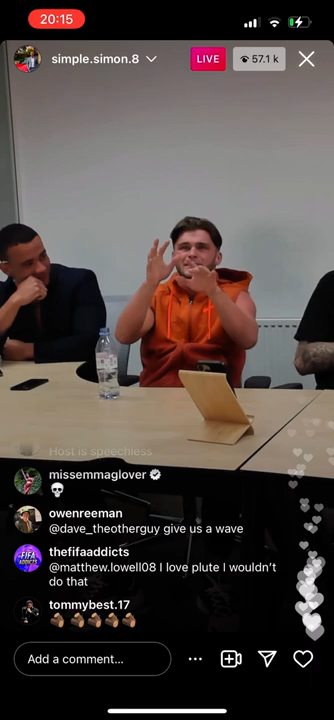 20:15
simple.simon.8
LIVE
57.1 k
Host is speechless
missemmaglover
💀
owenreeman
@dave_theotherguy give us a wave
thefifaaddicts
@matthew.lowell08 I love plute I wouldn't
do that
tommybest.17
Add a comment...